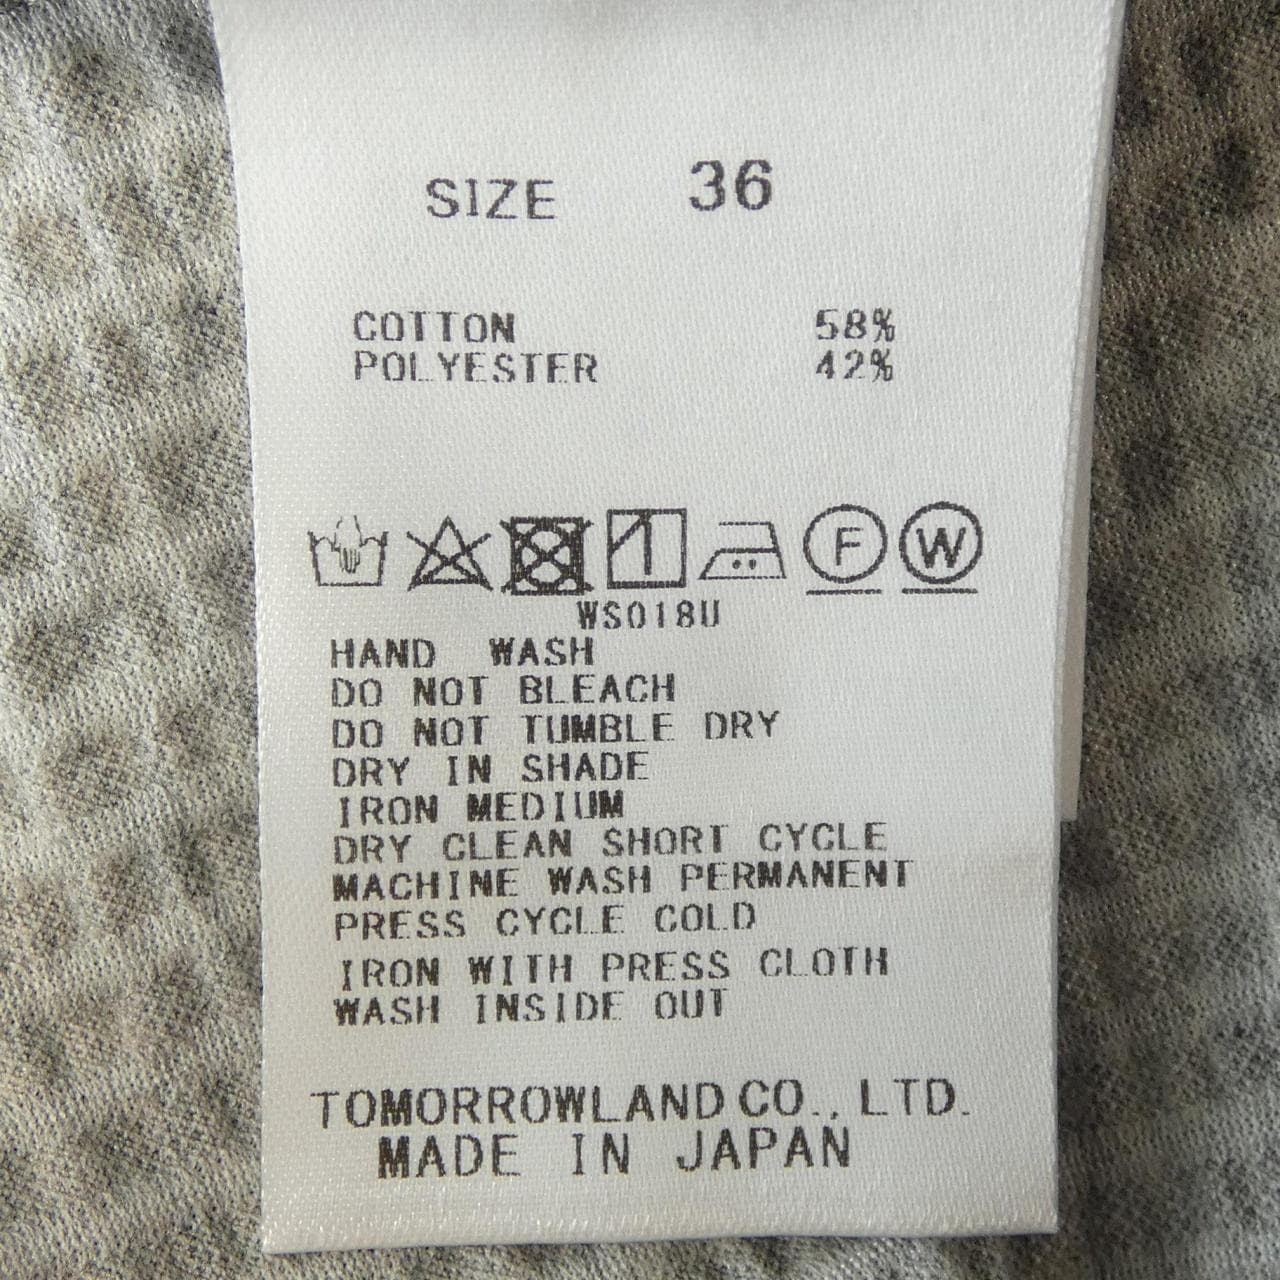 SIZE 36
COTTON 58%
POLYESTER 42%
F W
WS018U
HAND WASH
DO NOT BLEACH
DO NOT TUMBLE DRY
DRY IN SHADE
IRON MEDIUM
DRY CLEAN SHORT CYCLE
MACHINE WASH PERMANENT
PRESS CYCLE COLD
IRON WITH PRESS CLOTH
WASH INSIDE OUT
TOMORROWLAND CO., LTD.
MADE IN JAPAN